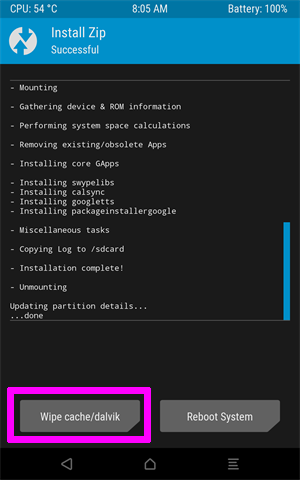 CPU: 54 °C 8:05 AM Battery: 100%
Install Zip
Successful
- Mounting
- Gathering device & ROM information
- Performing system space calculations
- Removing existing/obsolete Apps
- Installing core GApps
- Installing swypelibs
- Installing calsync
- Installing googletts
- Installing packageinstallergoogle
- Miscellaneous tasks
- Copying Log to /sdcard
- Installation complete!
- Unmounting
Updating partition details...
...done
Wipe cache/dalvik Reboot System